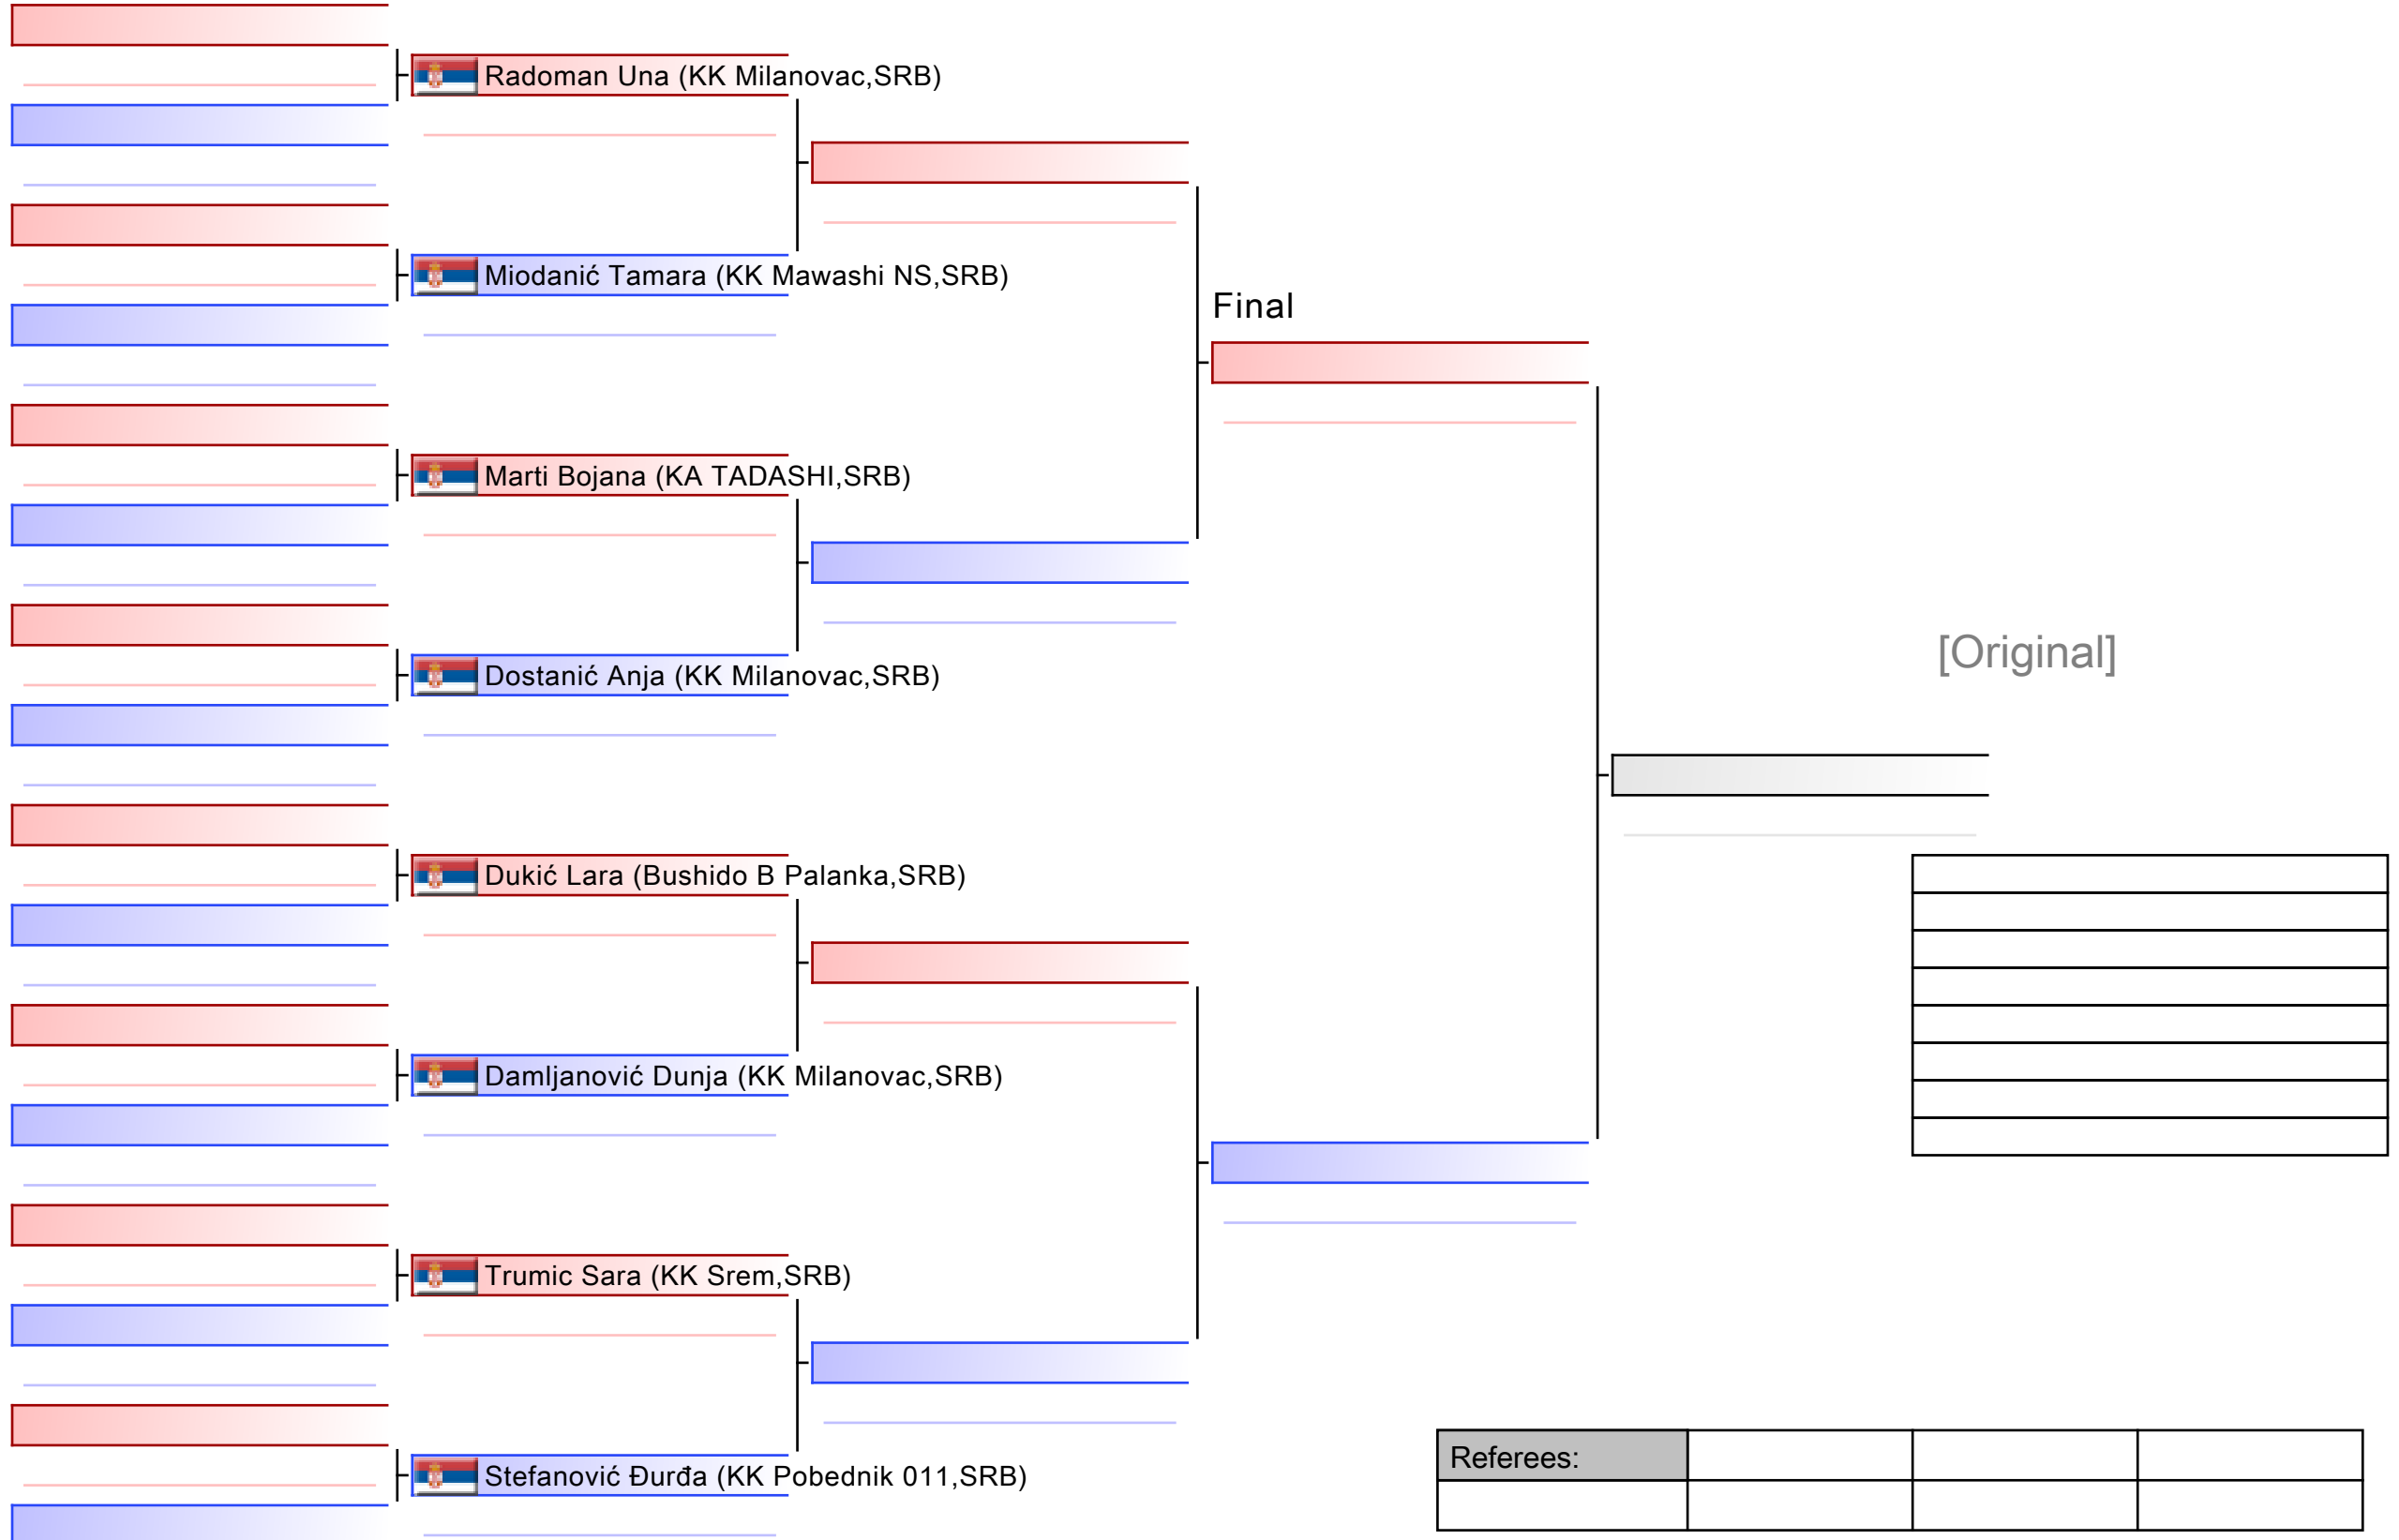 Radoman Una (KK Milanovac,SRB)
Miodanić Tamara (KK Mawashi NS,SRB)
Final
Marti Bojana (KA TADASHI,SRB)
[Original]
Dostanić Anja (KK Milanovac,SRB)
Dukić Lara (Bushido B Palanka,SRB)
Damljanović Dunja (KK Milanovac,SRB)
Trumic Sara (KK Srem,SRB)
Referees:
Stefanović Đurđa (KK Pobednik 011,SRB)